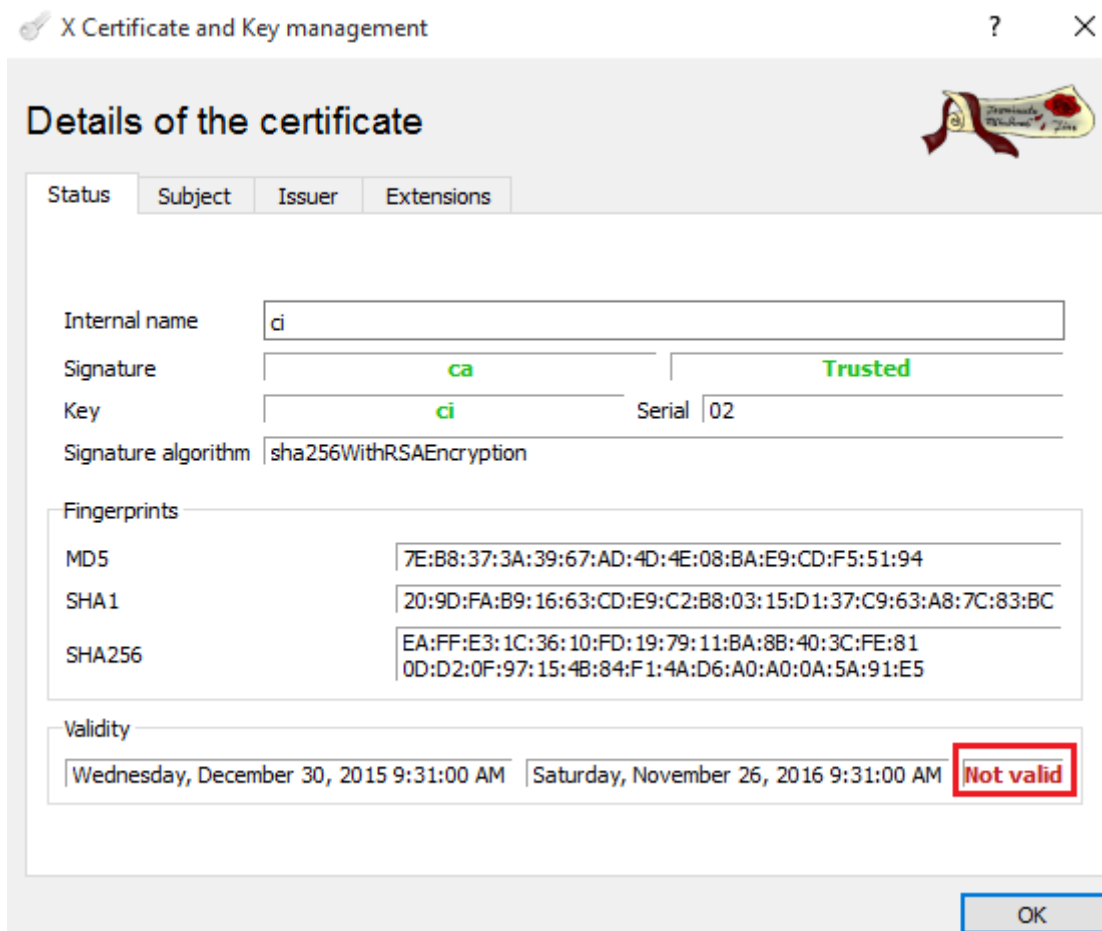 X Certificate and Key management
?
Details of the certificate
Status Subject Issuer Extensions
Internal name ci
Signature ca Trusted
Key ci Serial 02
Signature algorithm sha256WithRSAEncryption
Fingerprints
MD5 7E:B8:37:3A:39:67:AD:4D:4E:08:BA:E9:CD:F5:51:94
SHA1 20:9D:FA:B9:16:63:CD:E9:C2:B8:03:15:D1:37:C9:63:A8:7C:83:BC
EA:FF:E3:1C:36:10:FD:19:79:11:BA:8B:40:3C:FE:81
SHA256
0D:D2:0F:97:15:4B:84:F1:4A:D6:A0:A0:0A:5A:91:E5
Validity
Wednesday, December 30, 2015 9:31:00 AM Saturday, November 26, 2016 9:31:00 AM Not valid
OK